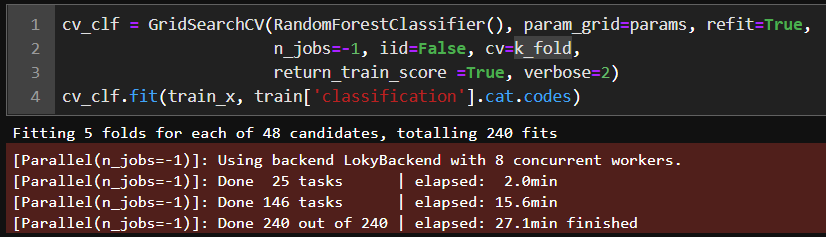 1 cv_clf = GridSearchCV(RandomForestClassifier(), param_grid=params, refit=True,
2                       n_jobs=-1, iid=False, cv=k_fold,
3                       return_train_score =True, verbose=2)
4 cv_clf.fit(train_x, train['classification'].cat.codes)
Fitting 5 folds for each of 48 candidates, totalling 240 fits
[Parallel(n_jobs=-1)]: Using backend LokyBackend with 8 concurrent workers.
[Parallel(n_jobs=-1)]: Done  25 tasks      | elapsed:  2.0min
[Parallel(n_jobs=-1)]: Done 146 tasks      | elapsed: 15.6min
[Parallel(n_jobs=-1)]: Done 240 out of 240 | elapsed: 27.1min finished